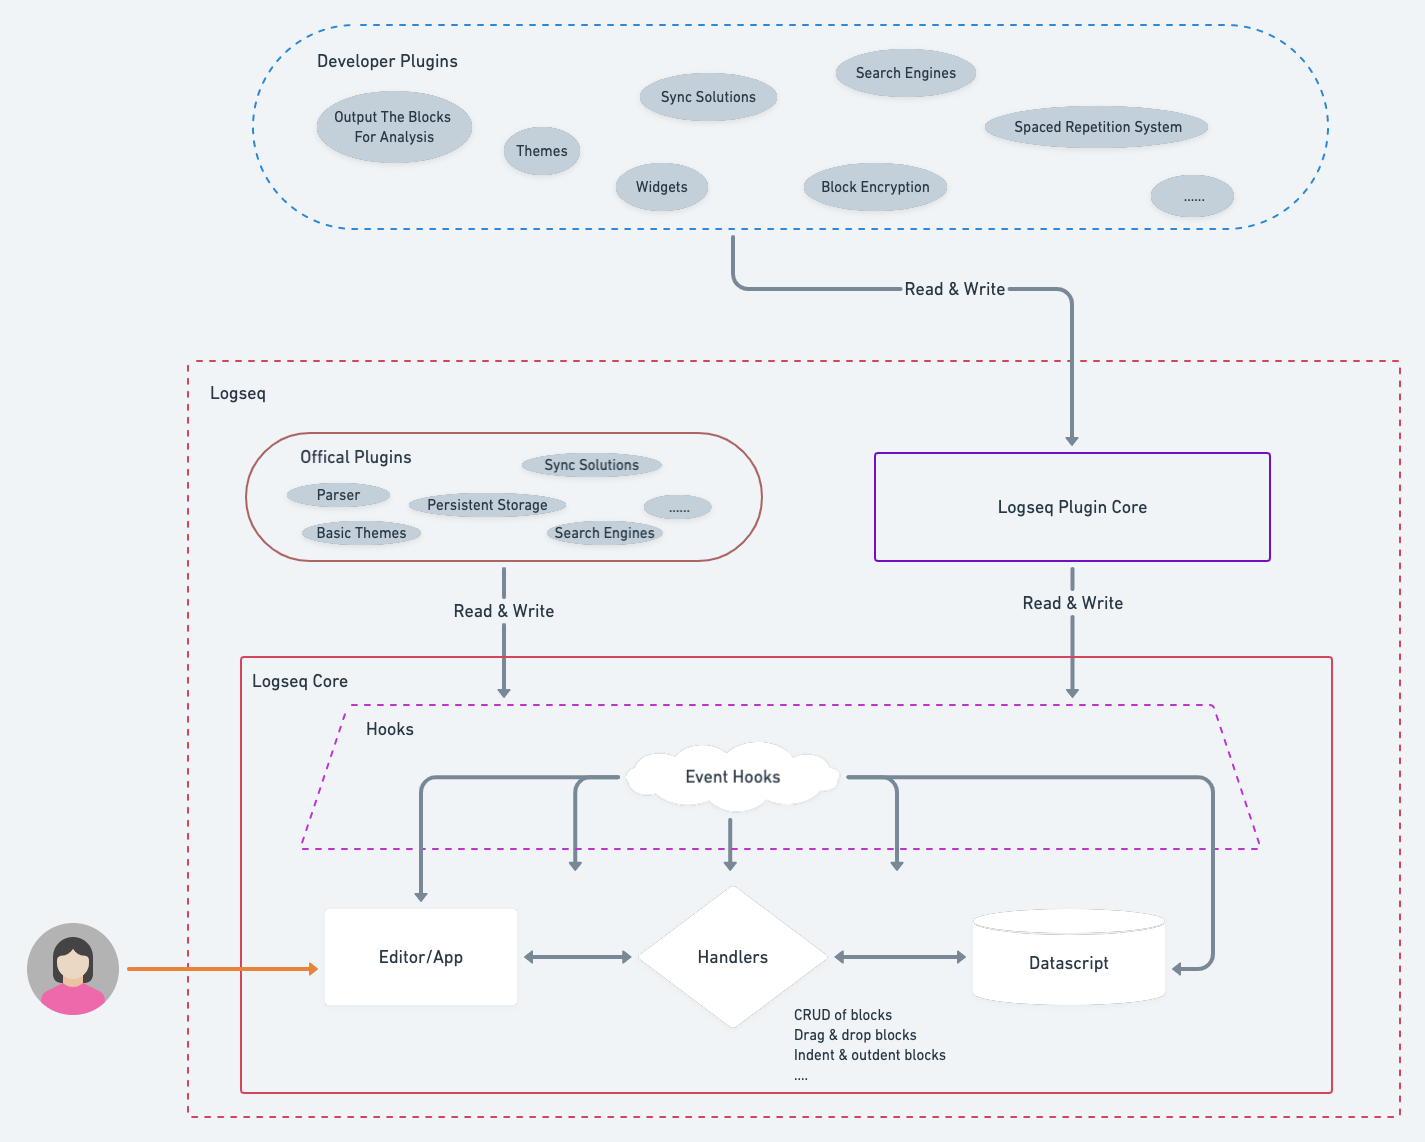 Developer Plugins
Search Engines
Sync Solutions
Output The Blocks
For Analysis
Spaced Repetition System
Themes
Widgets
Block Encryption
......
Read & Write
Logseq
Offical Plugins
Sync Solutions
Parser
Persistent Storage
......
Basic Themes
Search Engines
Logseq Plugin Core
Read & Write
Read & Write
Logseq Core
Hooks
Event Hooks
Editor/App
Handlers
Datascript
CRUD of blocks
Drag & drop blocks
Indent & outdent blocks
....